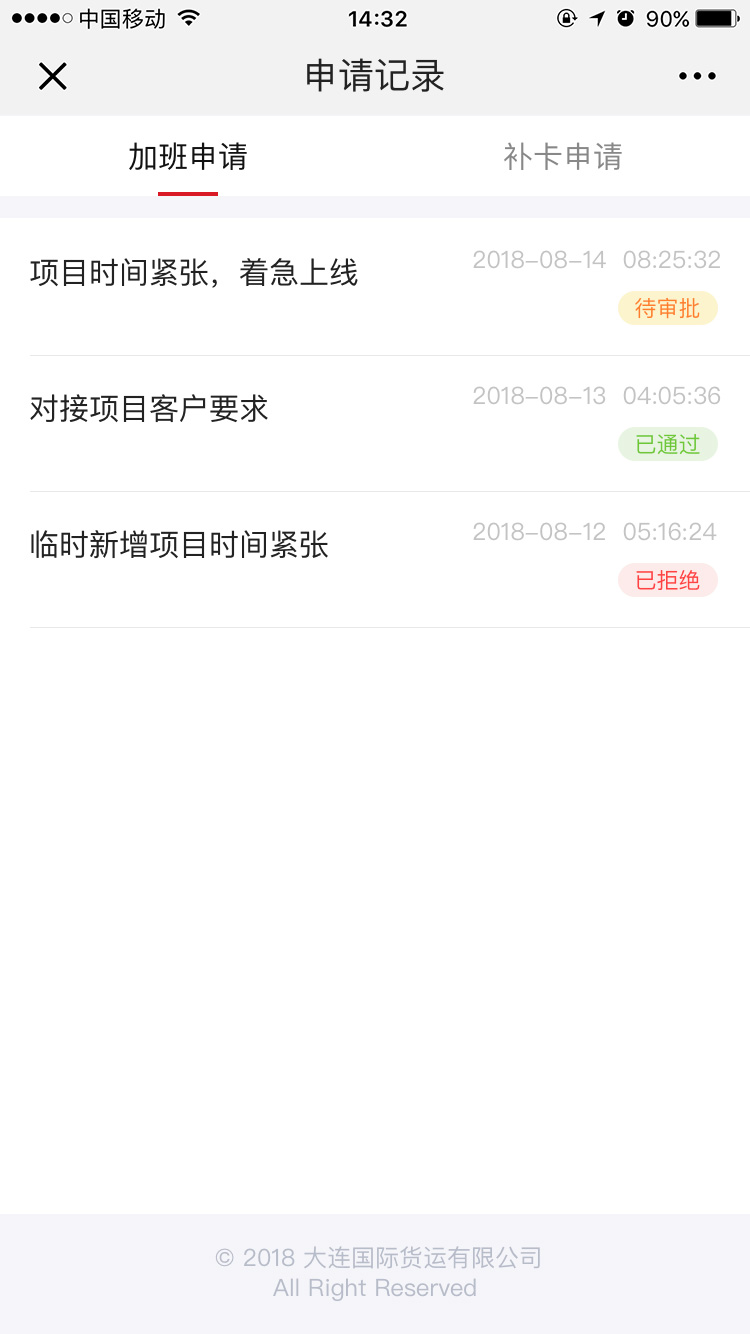 中国移动 14:32 90%
申请记录
加班申请 补卡申请
项目时间紧张，着急上线 2018-08-14 08:25:32
待审批
对接项目客户要求 2018-08-13 04:05:36
已通过
临时新增项目时间紧张 2018-08-12 05:16:24
已拒绝
© 2018 大连国际货运有限公司
All Right Reserved